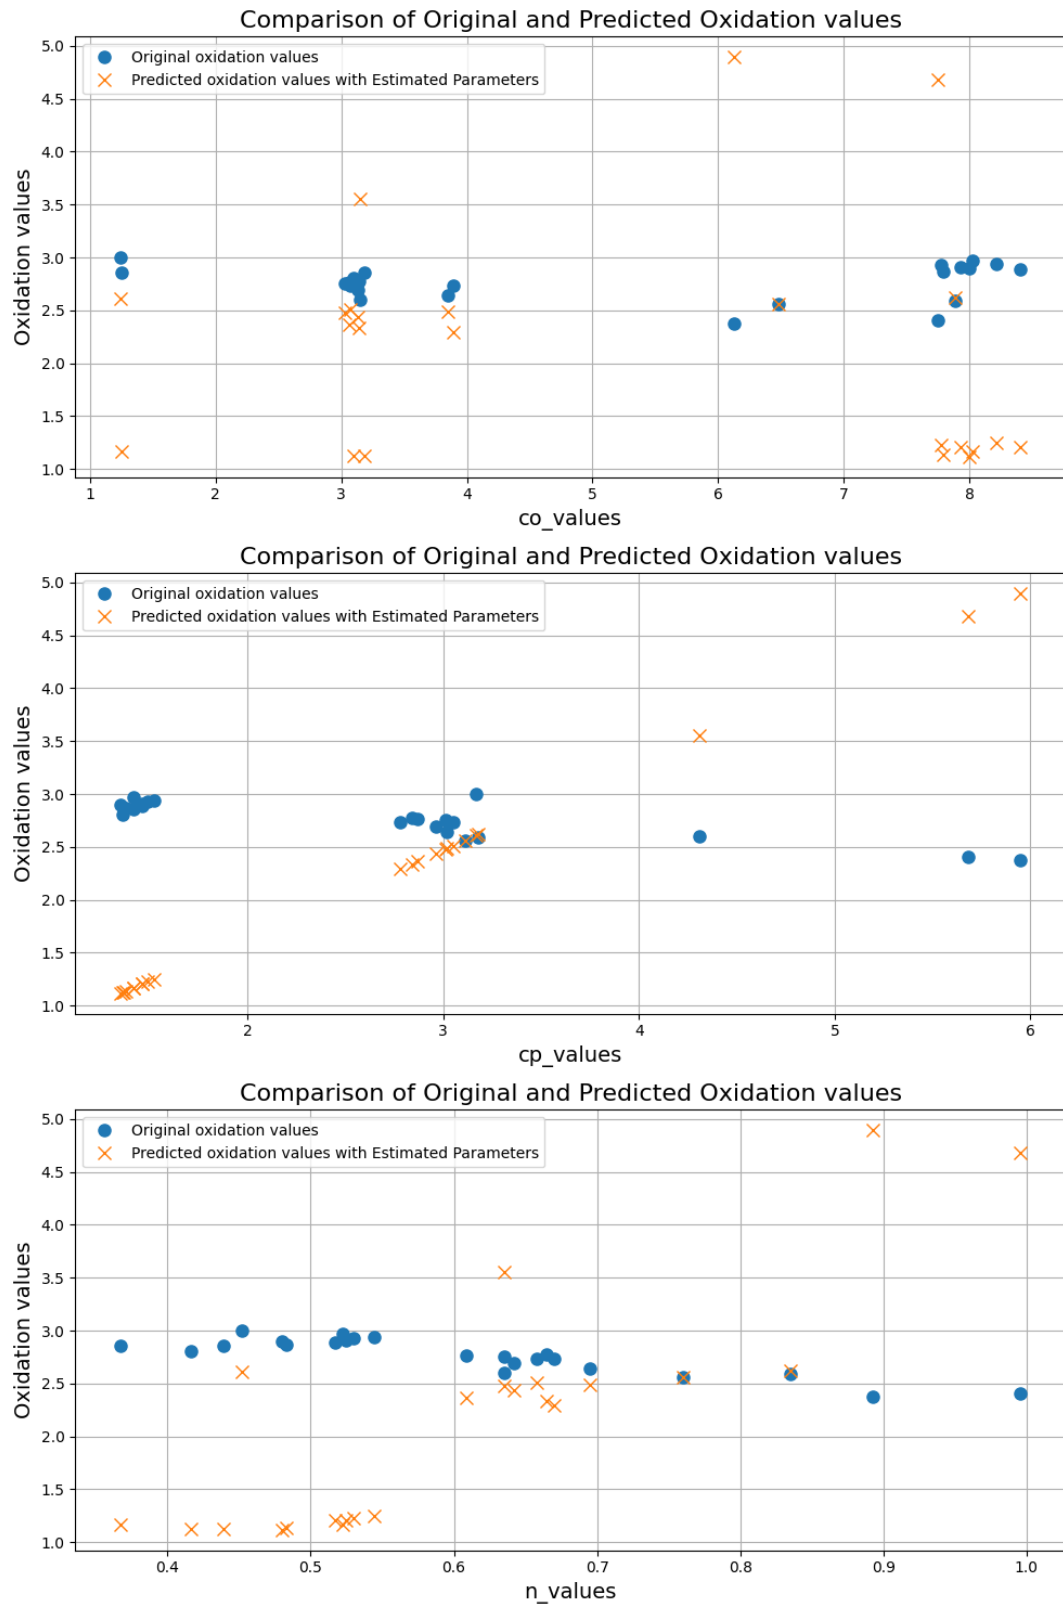 Comparison of Original and Predicted Oxidation values
Original oxidation values
Predicted oxidation values with Estimated Parameters
Oxidation values
5.0
4.5
4.0
3.5
3.0
2.5
2.0
1.5
1.0
1 2 3 4 5 6 7 8
co_values
Comparison of Original and Predicted Oxidation values
Original oxidation values
Predicted oxidation values with Estimated Parameters
Oxidation values
5.0
4.5
4.0
3.5
3.0
2.5
2.0
1.5
1.0
2 3 4 5 6
cp_values
Comparison of Original and Predicted Oxidation values
Original oxidation values
Predicted oxidation values with Estimated Parameters
Oxidation values
5.0
4.5
4.0
3.5
3.0
2.5
2.0
1.5
1.0
0.4 0.5 0.6 0.7 0.8 0.9 1.0
n_values